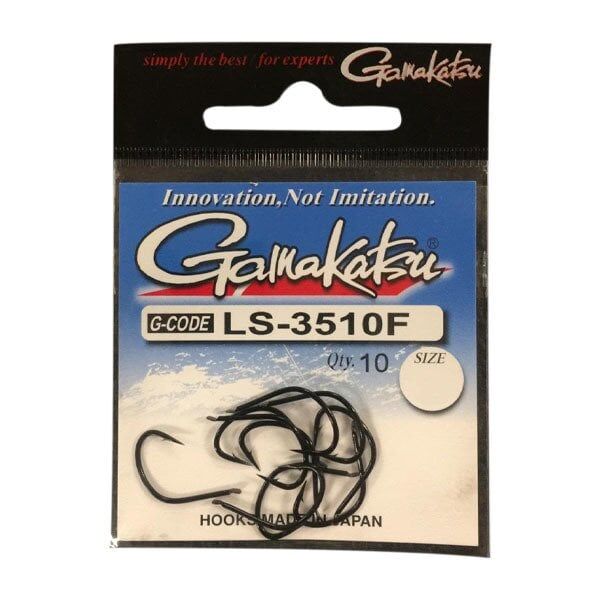 simply the best / for experts Gamakatsu
Innovation,Not Imitation.
Gamakatsu®
G-CODE LS-3510F
Qty. 10 SIZE
HOOKS MADE IN JAPAN